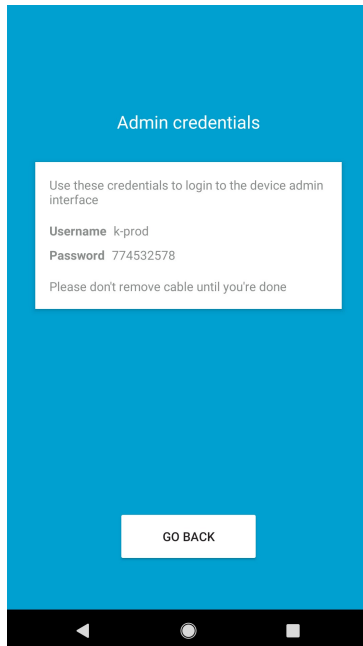 Admin credentials
Use these credentials to login to the device admin
interface
Username k-prod
Password 774532578
Please don't remove cable until you're done
GO BACK